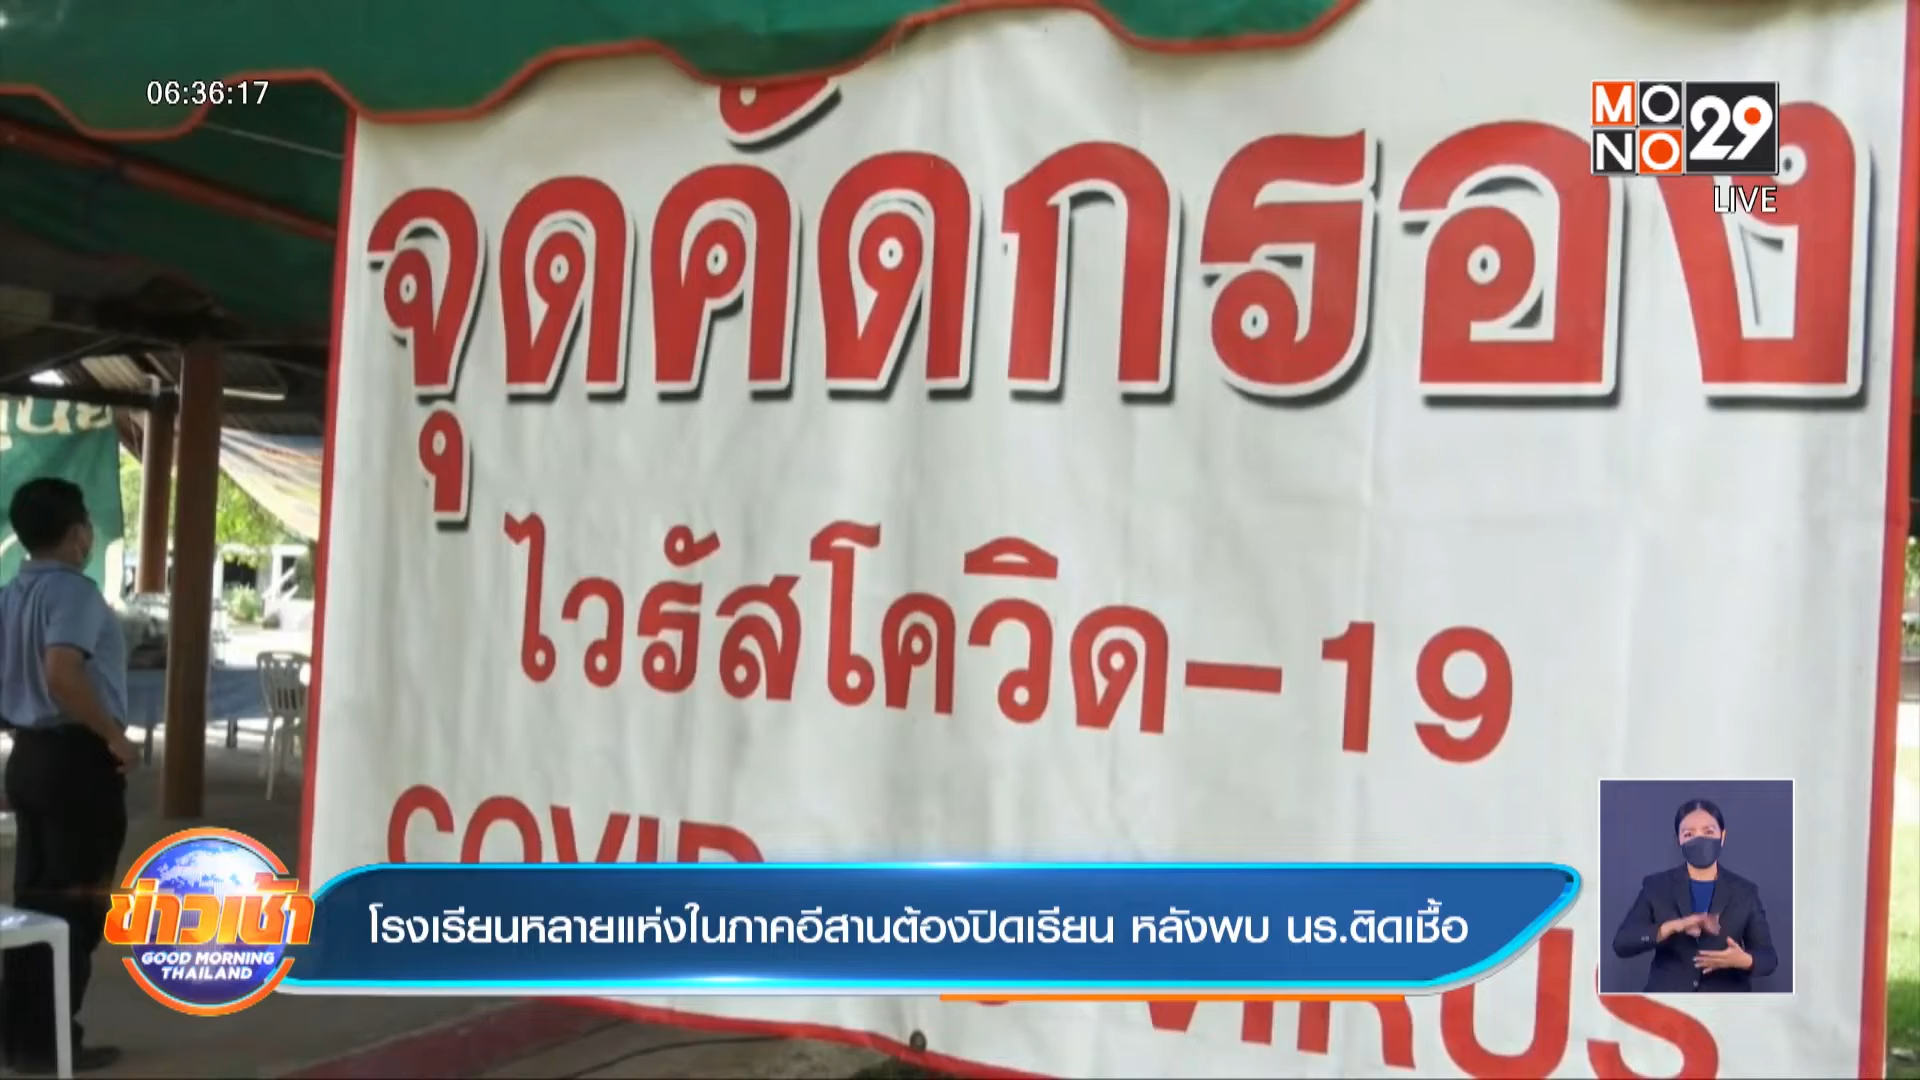 06:36:17
MONO 29
LIVE
จุดคัดกรอง
ไวรัสโควิด-19
COVID
VIRUS
ข่าวเช้า
GOOD MORNING
THAILAND
โรงเรียนหลายแห่งในภาคอีสานต้องปิดเรียน หลังพบ นร.ติดเชื้อ